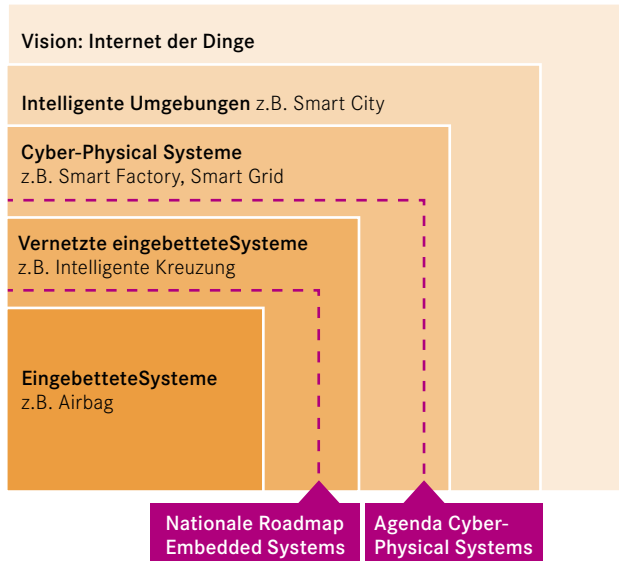 Vision: Internet der Dinge
Intelligente Umgebungen z.B. Smart City
Cyber-Physical Systeme
z.B. Smart Factory, Smart Grid
Vernetzte eingebetteteSysteme
z.B. Intelligente Kreuzung
EingebetteteSysteme
z.B. Airbag
Nationale Roadmap
Embedded Systems
Agenda Cyber-
Physical Systems